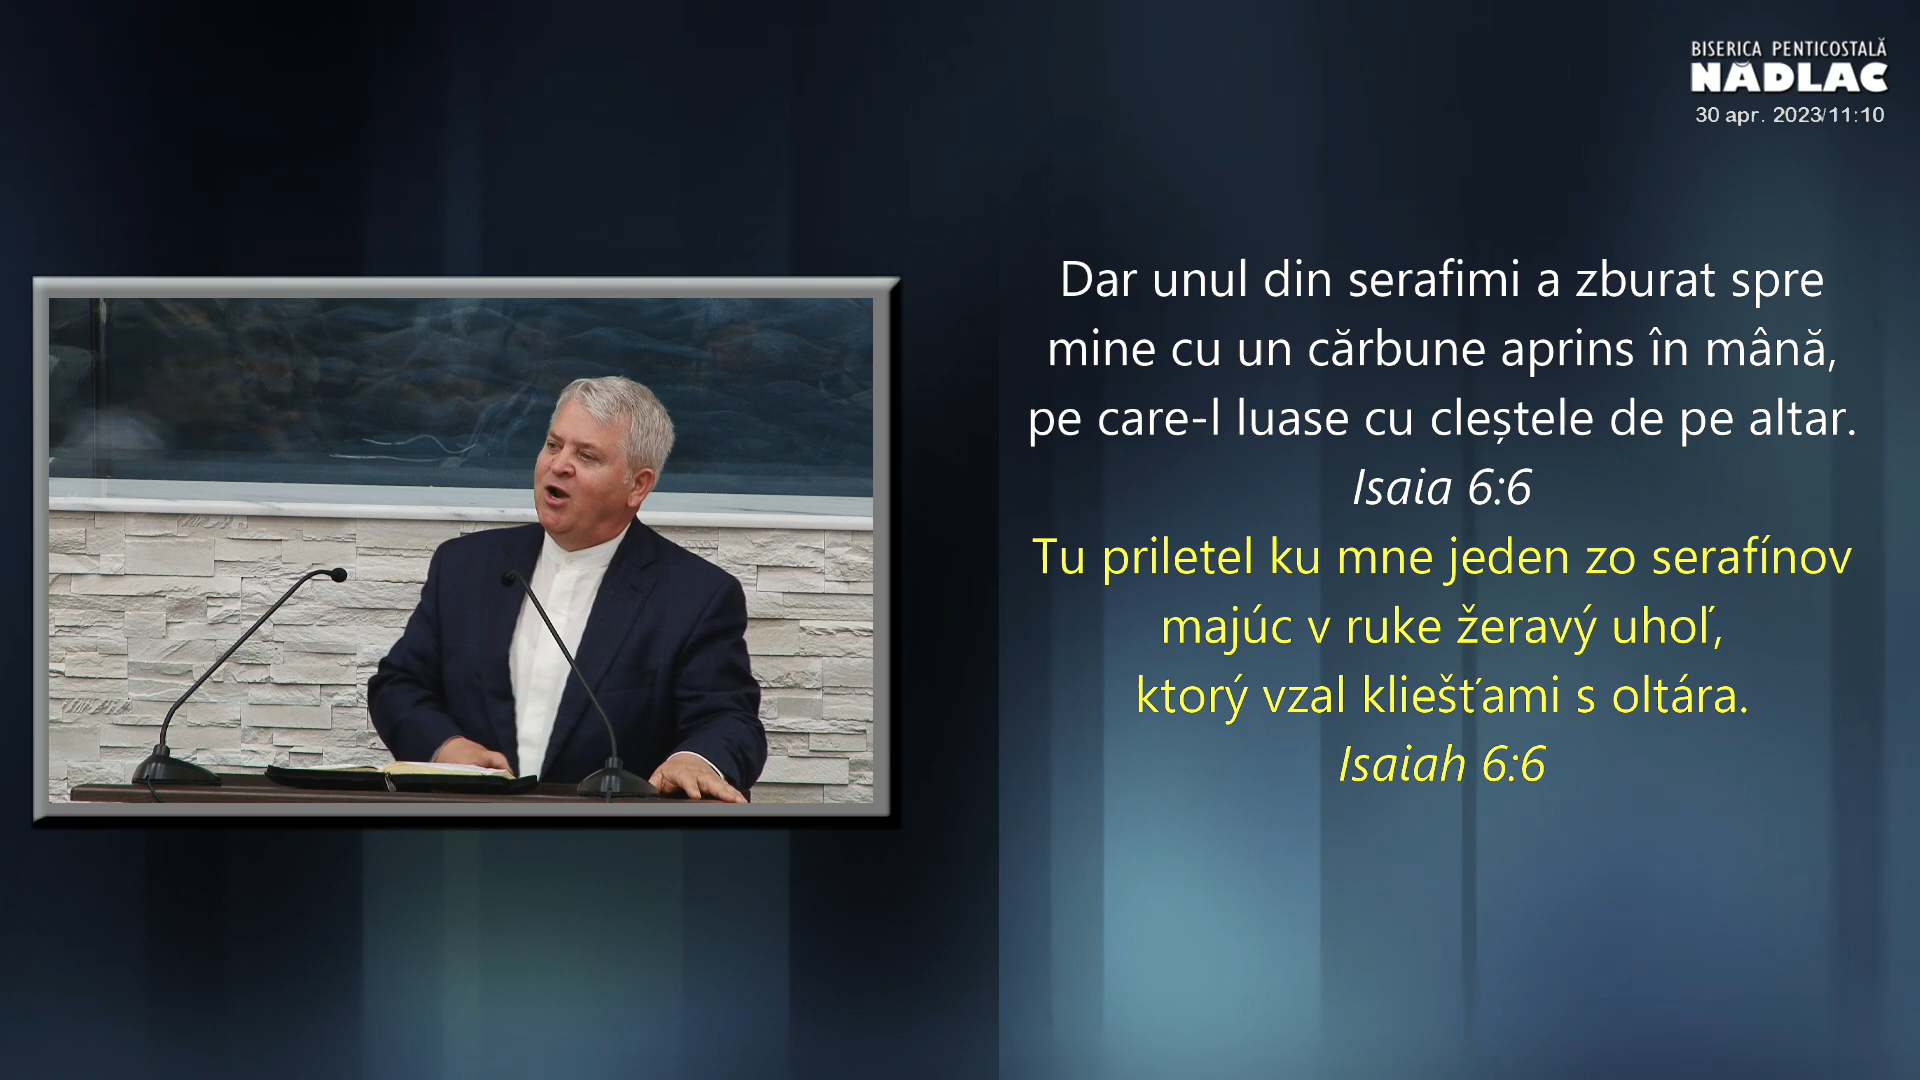 BISERICA PENTICOSTALĂ
NĂDLAC
30 apr. 2023/11:10
Dar unul din serafimi a zburat spre
mine cu un cărbune aprins în mână,
pe care-l luase cu cleștele de pe altar.
Isaia 6:6
Tu priletel ku mne jeden zo serafínov
majúc v ruke žeravý uhoľ,
ktorý vzal kliešťami s oltára.
Isaiah 6:6